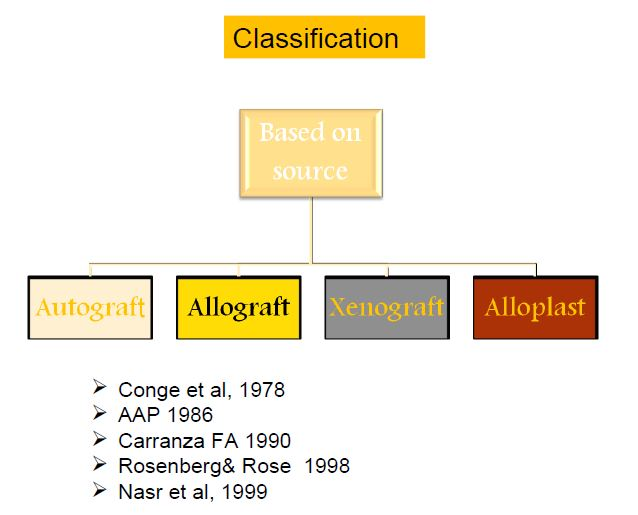 Classification
Based on
source
Autograft
Allograft
Xenograft
Alloplast
➢ Conge et al, 1978
➢ AAP 1986
➢ Carranza FA 1990
➢ Rosenberg& Rose 1998
➢ Nasr et al, 1999